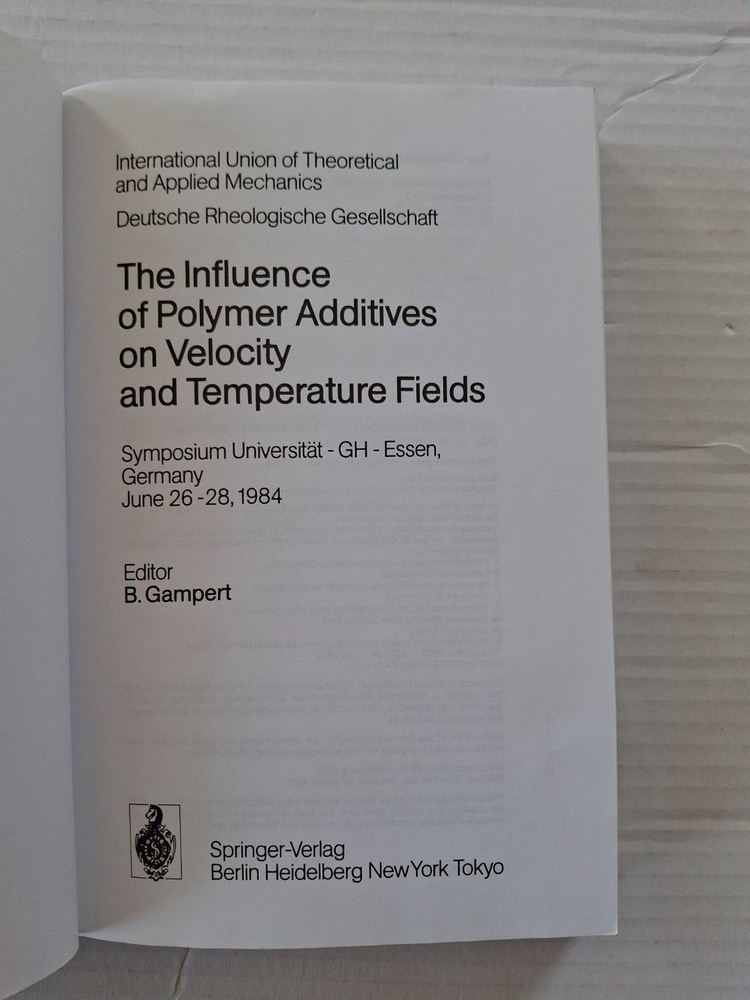 International Union of Theoretical
and Applied Mechanics
Deutsche Rheologische Gesellschaft
The Influence
of Polymer Additives
on Velocity
and Temperature Fields
Symposium Universität - GH - Essen,
Germany
June 26 - 28, 1984
Editor
B. Gampert
Springer-Verlag
Berlin Heidelberg New York Tokyo